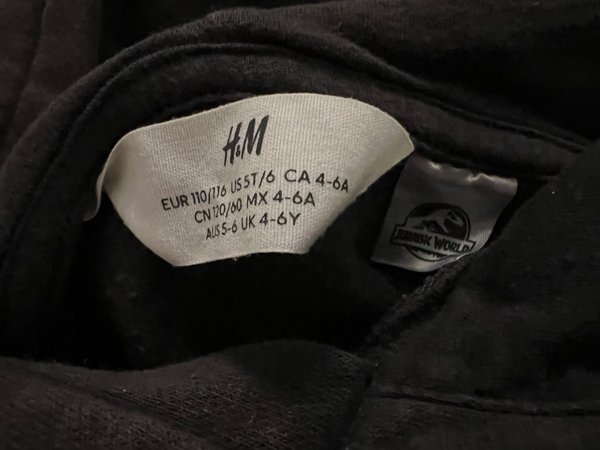 H&M
EUR 110/116 US 5T/6 CA 4-6A
CN 120/60 MX 4-6A
AUS 5-6 UK 4-6Y
JURASSIC WORLD